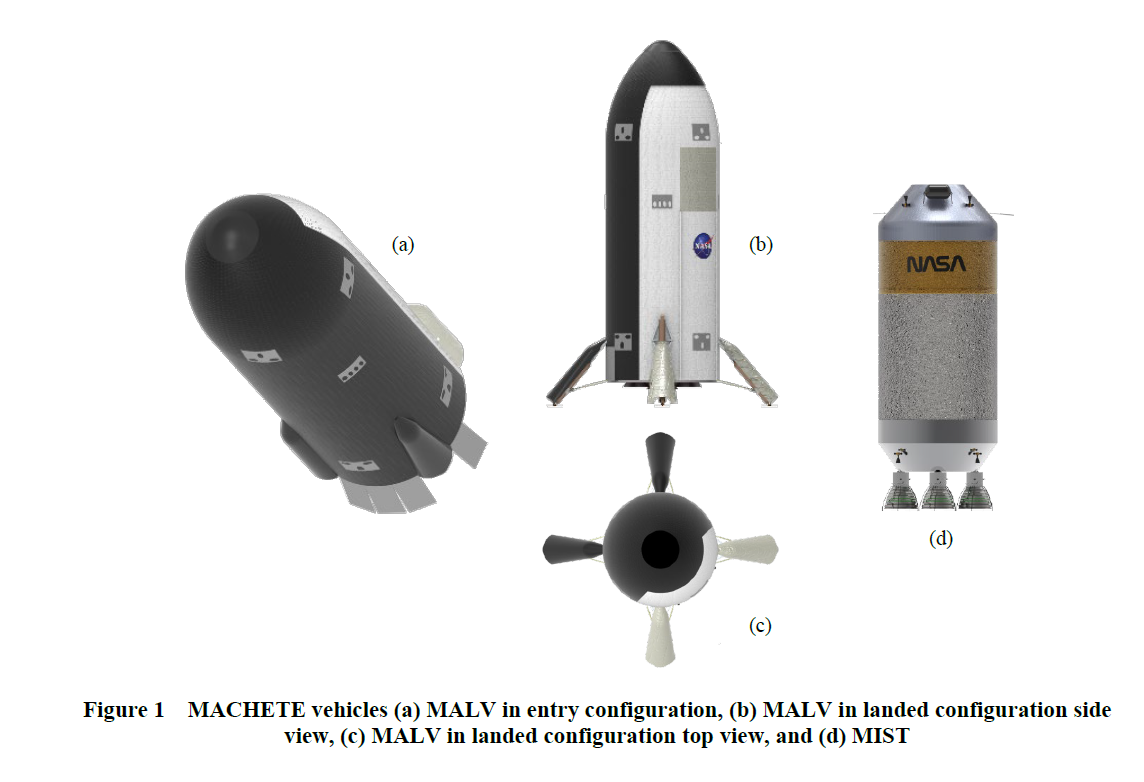 (a)
(b)
NASA
NASA
(d)
(c)
Figure 1 MACHETE vehicles (a) MALV in entry configuration, (b) MALV in landed configuration side
view, (c) MALV in landed configuration top view, and (d) MIST